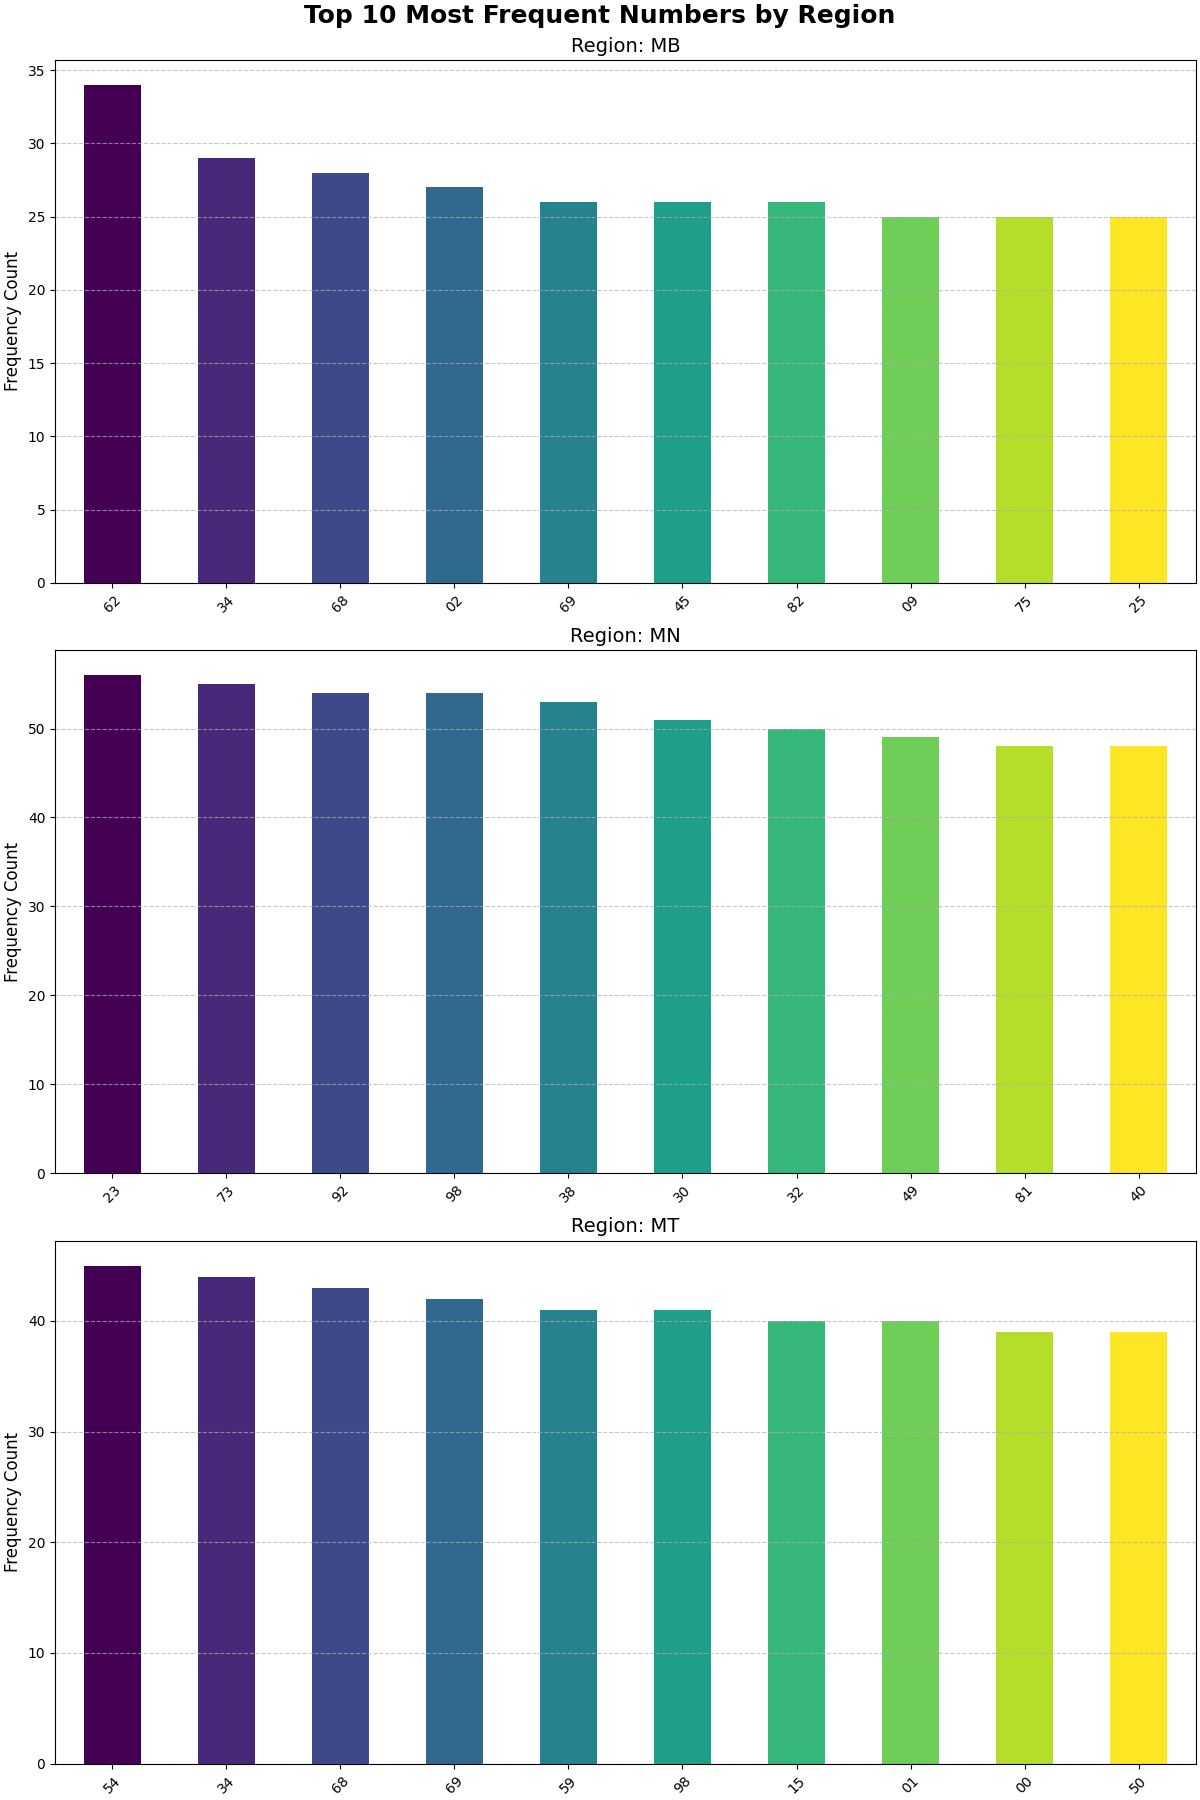 Top 10 Most Frequent Numbers by Region
Region: MB
Frequency Count
35
30
25
20
15
10
5
0
62 34 68 02 69 45 82 09 75 25
Region: MN
Frequency Count
50
40
30
20
10
0
23 73 92 98 38 30 32 49 81 40
Region: MT
Frequency Count
40
30
20
10
0
54 34 68 69 59 98 15 01 00 50